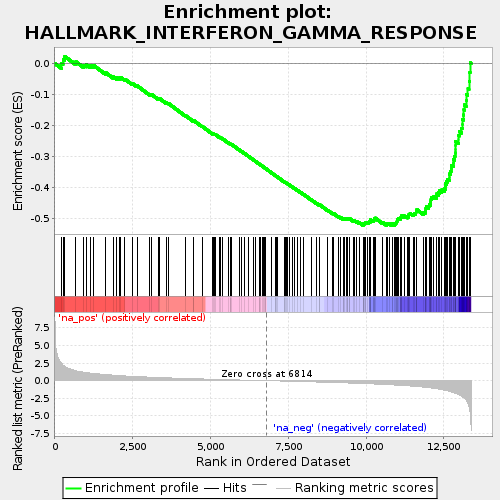 Enrichment plot:
HALLMARK_INTERFERON_GAMMA_RESPONSE
Enrichment score (ES)
0.0
-0.1
-0.2
-0.3
-0.4
-0.5
'na_pos' (positively correlated)
Ranked list metric (PreRanked)
7.5
5.0
2.5
0.0
-2.5
-5.0
-7.5
Zero cross at 6814
'na_neg' (negatively correlated)
0
2,500
5,000
7,500
10,000
12,500
Rank in Ordered Dataset
Enrichment profile
Hits
Ranking metric scores